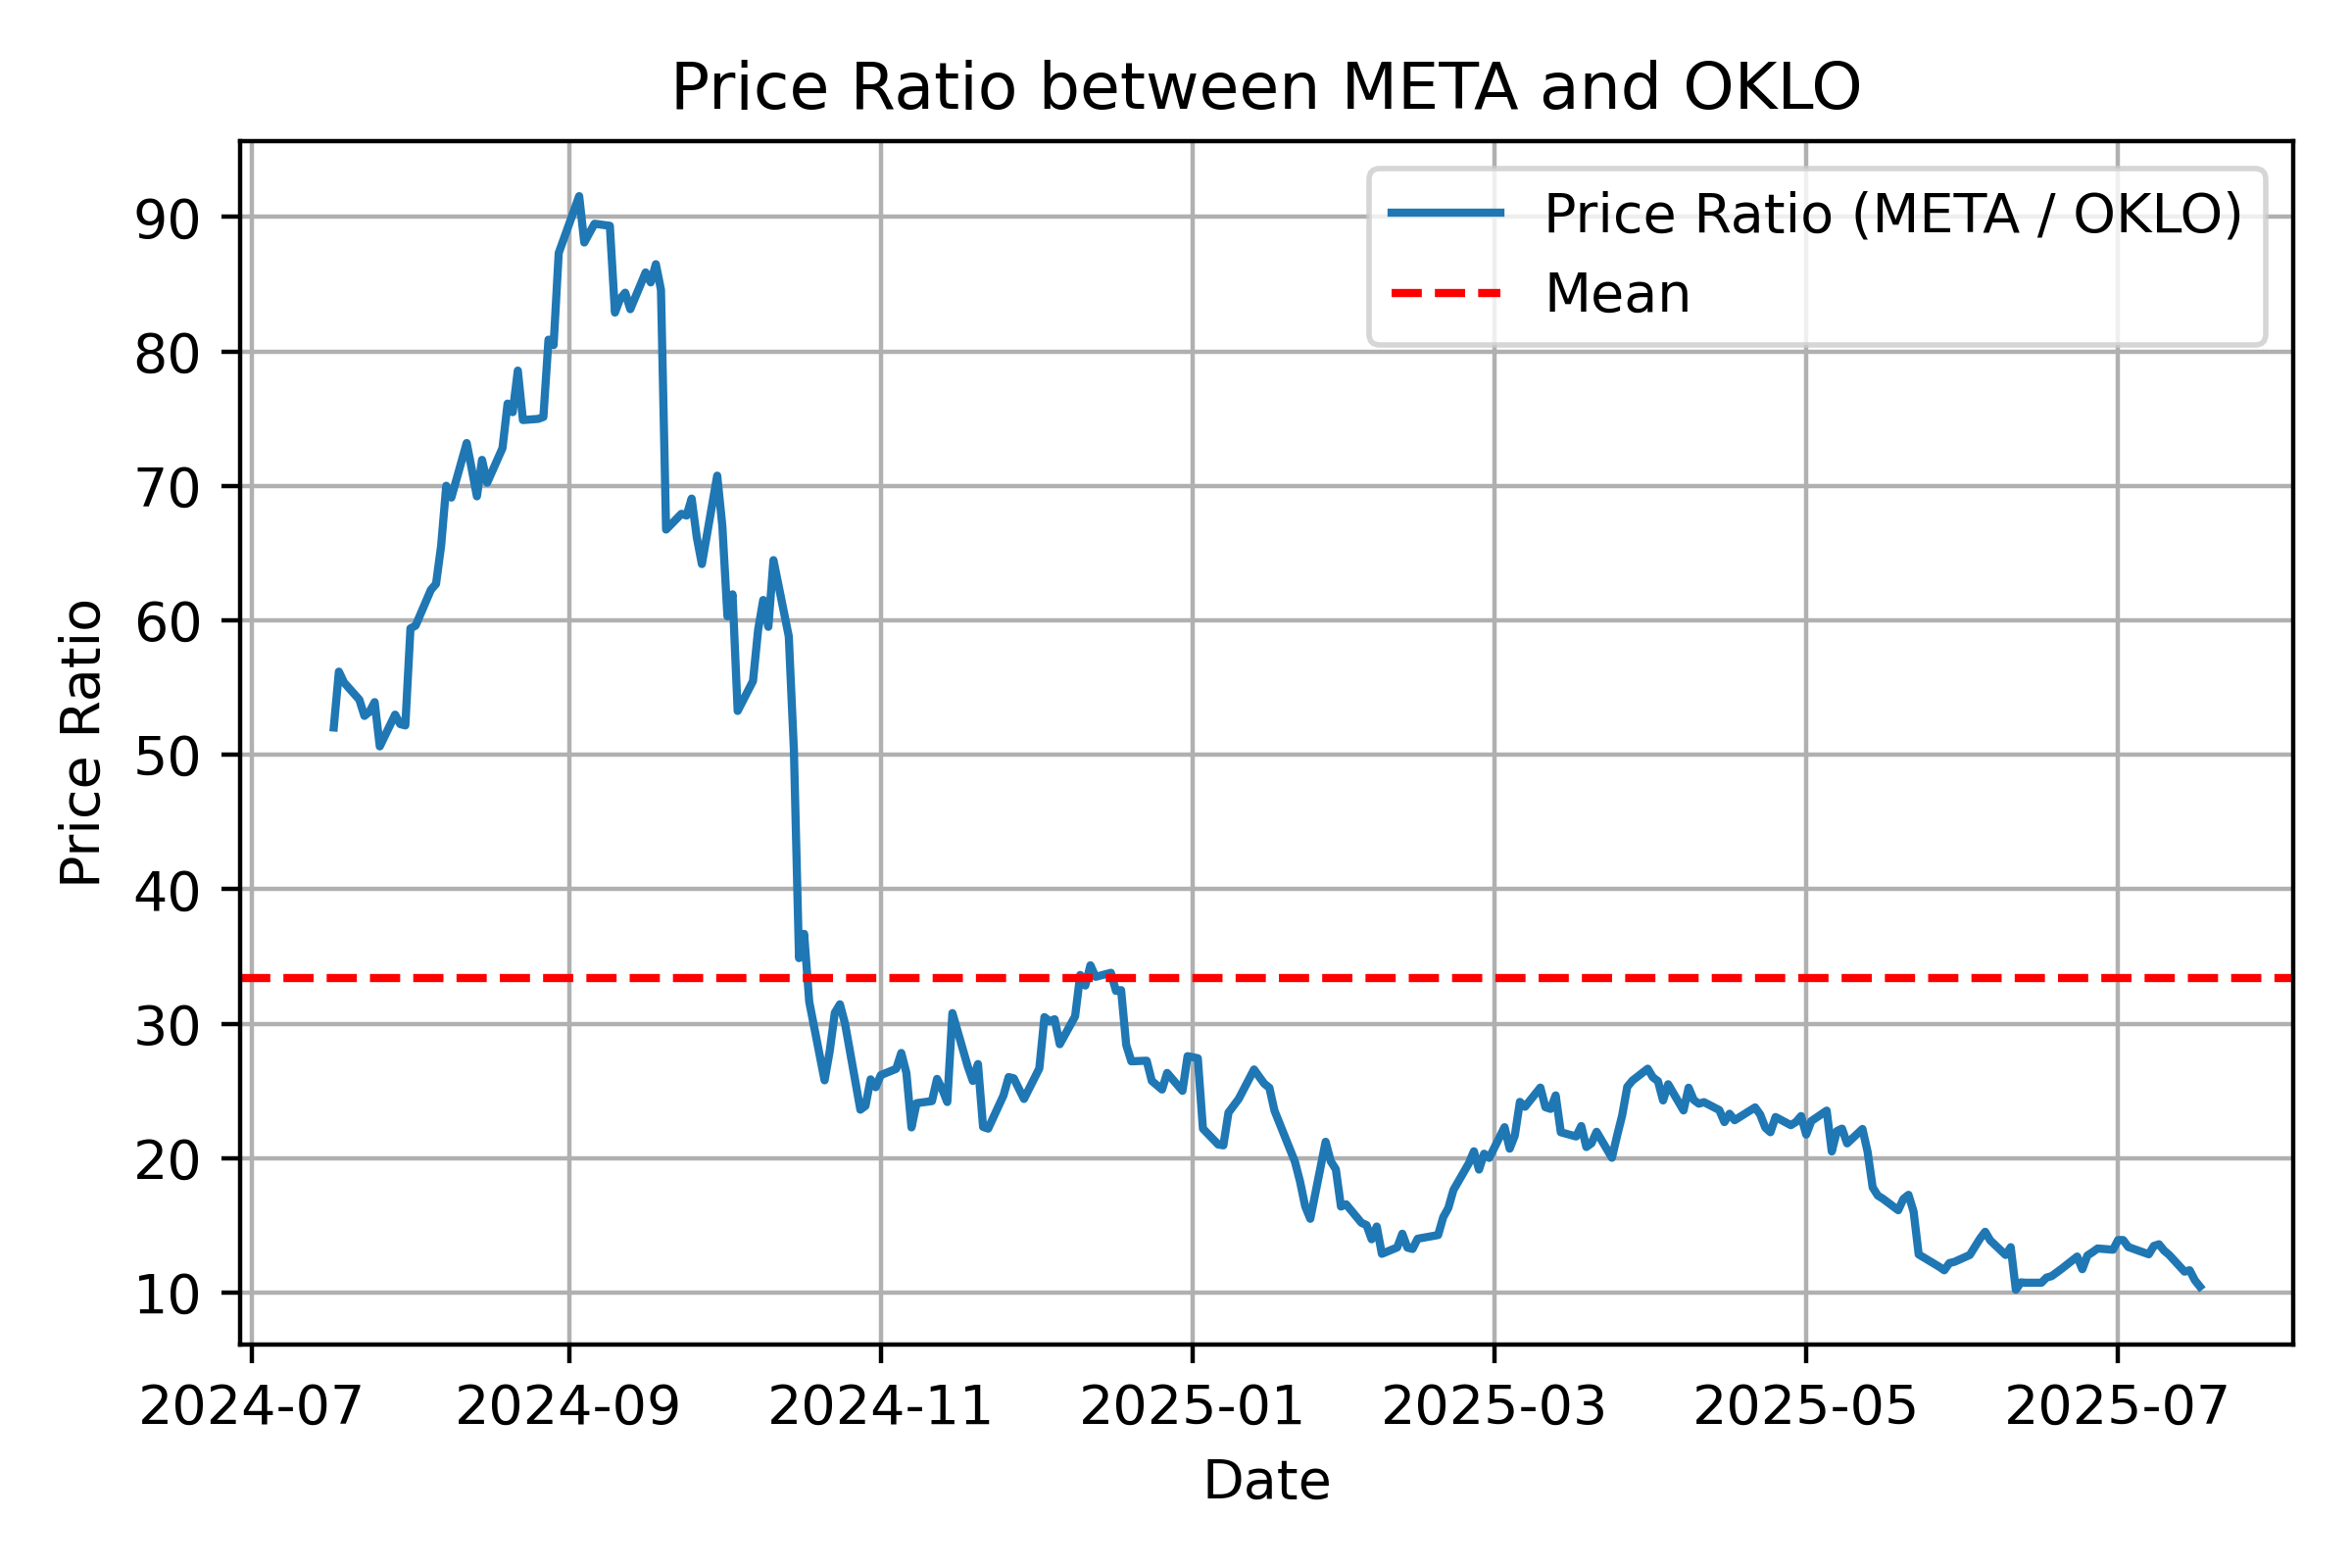 Price Ratio between META and OKLO
Price Ratio (META / OKLO)
Mean
90
80
70
60
50
40
30
20
10
Price Ratio
2024-07 2024-09 2024-11 2025-01 2025-03 2025-05 2025-07
Date